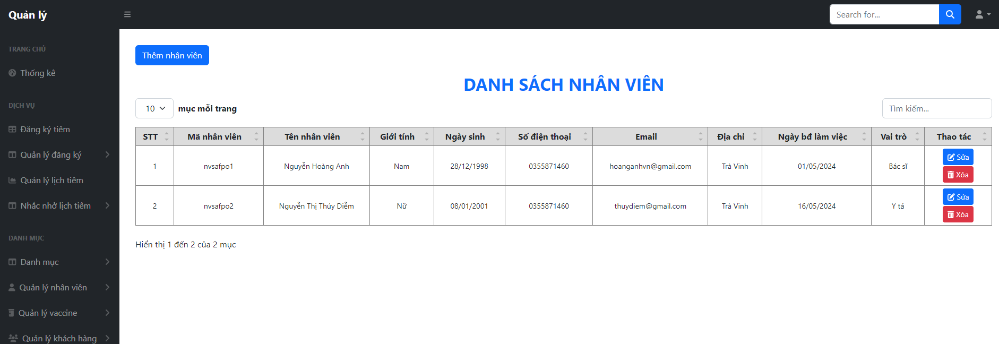 Quản lý
Search for...
TRANG CHỦ
Thống kê
DỊCH VỤ
Đăng ký tiêm
Quản lý đăng ký
Quản lý lịch tiêm
Nhắc nhở lịch tiêm
DANH MỤC
Danh mục
Quản lý nhân viên
Quản lý vaccine
Quản lý khách hàng
Thêm nhân viên
DANH SÁCH NHÂN VIÊN
10 mục mỗi trang
Tìm kiếm...
STT Mã nhân viên Tên nhân viên Giới tính Ngày sinh Số điện thoại Email Địa chỉ Ngày bđ làm việc Vai trò Thao tác
1 nvsafpo1 Nguyễn Hoàng Anh Nam 28/12/1998 0355871460 hoanganhvn@gmail.com Trà Vinh 01/05/2024 Bác sĩ Sửa
Xóa
2 nvsafpo2 Nguyễn Thị Thúy Diễm Nữ 08/01/2001 0355871460 thuydiem@gmail.com Trà Vinh 16/05/2024 Y tá Sửa
Xóa
Hiển thị 1 đến 2 của 2 mục